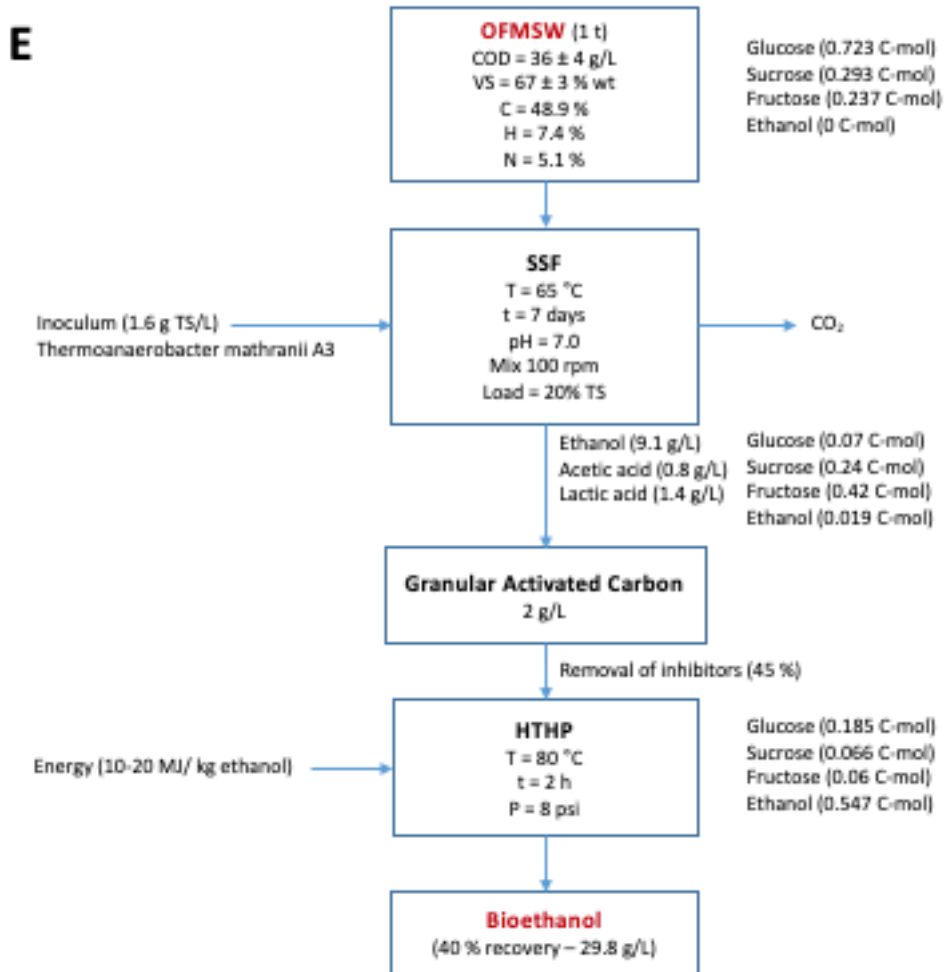 E
OFMSW (1 t)
COD = 36 ± 4 g/L
VS = 67 ± 3 % wt
C = 48.9 %
H = 7.4 %
N = 5.1 %
Glucose (0.723 C-mol)
Sucrose (0.293 C-mol)
Fructose (0.237 C-mol)
Ethanol (0 C-mol)
SSF
T = 65 °C
t = 7 days
pH = 7.0
Mix 100 rpm
Load = 20% TS
Inoculum (1.6 g TS/L)
Thermoanaerobacter mathranii A3
CO₂
Ethanol (9.1 g/L)
Acetic acid (0.8 g/L)
Lactic acid (1.4 g/L)
Glucose (0.07 C-mol)
Sucrose (0.24 C-mol)
Fructose (0.42 C-mol)
Ethanol (0.019 C-mol)
Granular Activated Carbon
2 g/L
Removal of inhibitors (45 %)
HTHP
T = 80 °C
t = 2 h
P = 8 psi
Energy (10-20 MJ/ kg ethanol)
Glucose (0.185 C-mol)
Sucrose (0.066 C-mol)
Fructose (0.06 C-mol)
Ethanol (0.547 C-mol)
Bioethanol
(40 % recovery – 29.8 g/L)